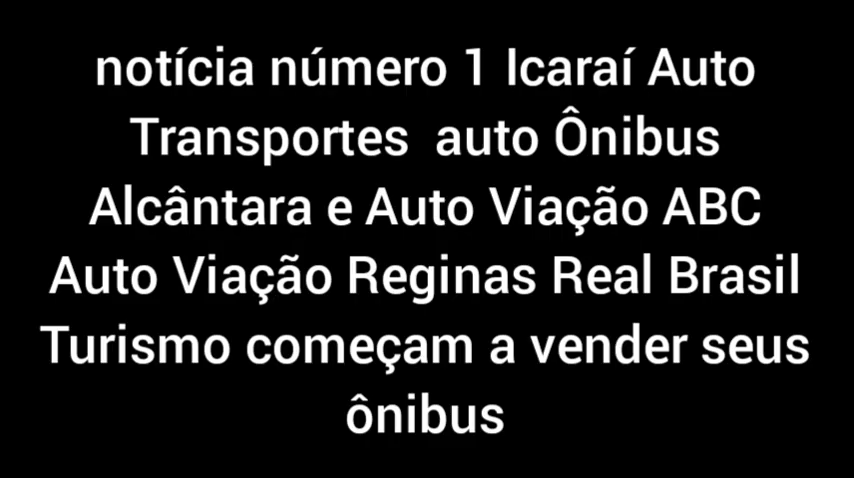 notícia número 1 Icaraí Auto
Transportes  auto Ônibus
Alcântara e Auto Viação ABC
Auto Viação Reginas Real Brasil
Turismo começam a vender seus
ônibus